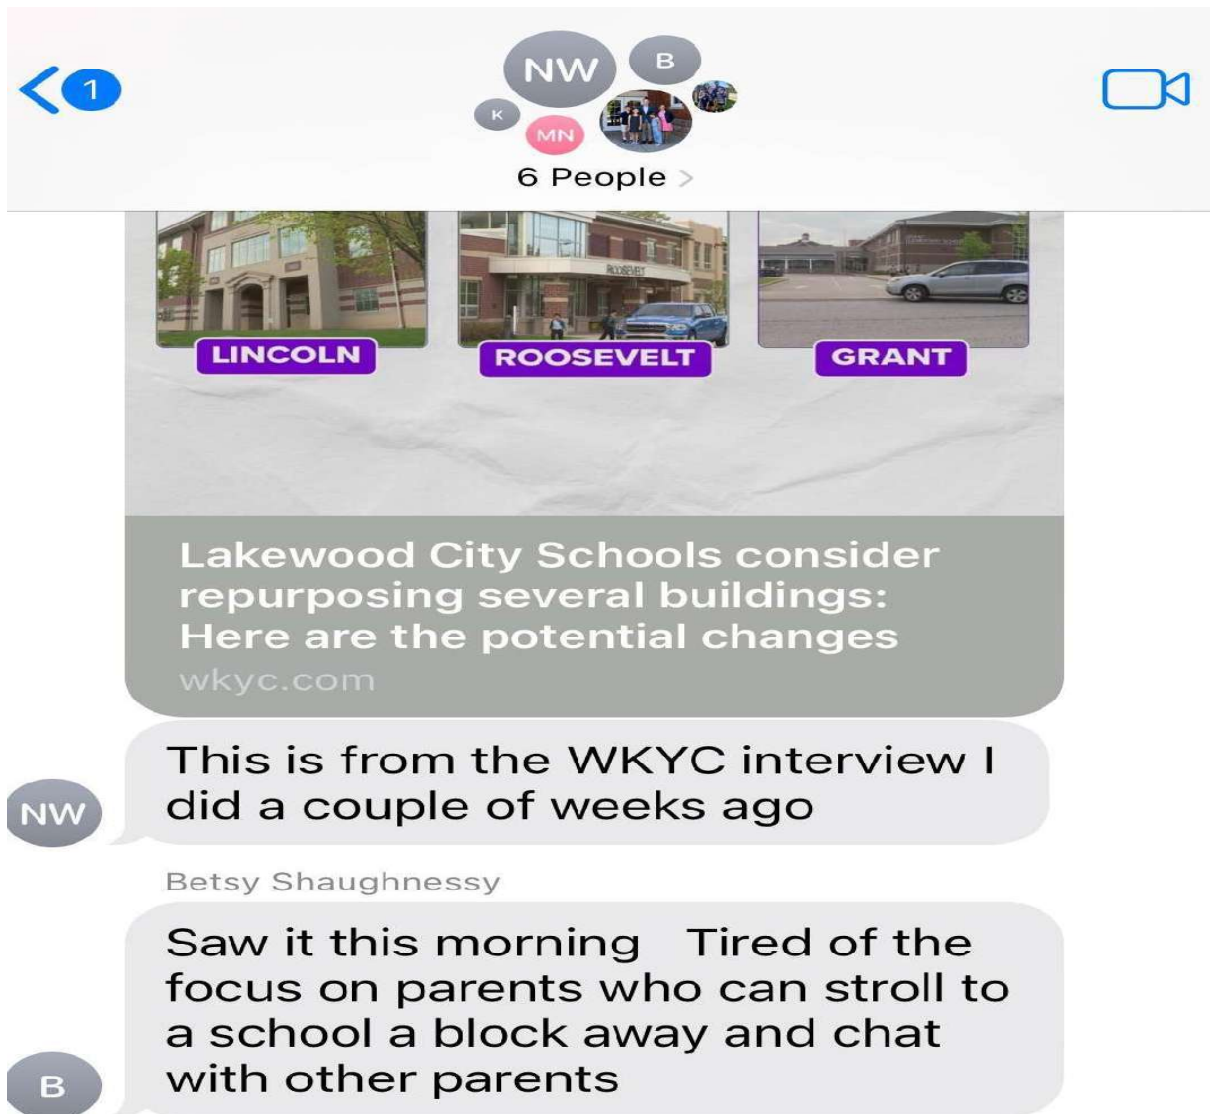 NW
B
1
K
MN
6 People >
ROOSEVELT
LINCOLN
ROOSEVELT
GRANT
Lakewood City Schools consider
repurposing several buildings:
Here are the potential changes
wkyc.com
This is from the WKYC interview I
did a couple of weeks ago
NW
Betsy Shaughnessy
Saw it this morning Tired of the
focus on parents who can stroll to
a school a block away and chat
with other parents
B